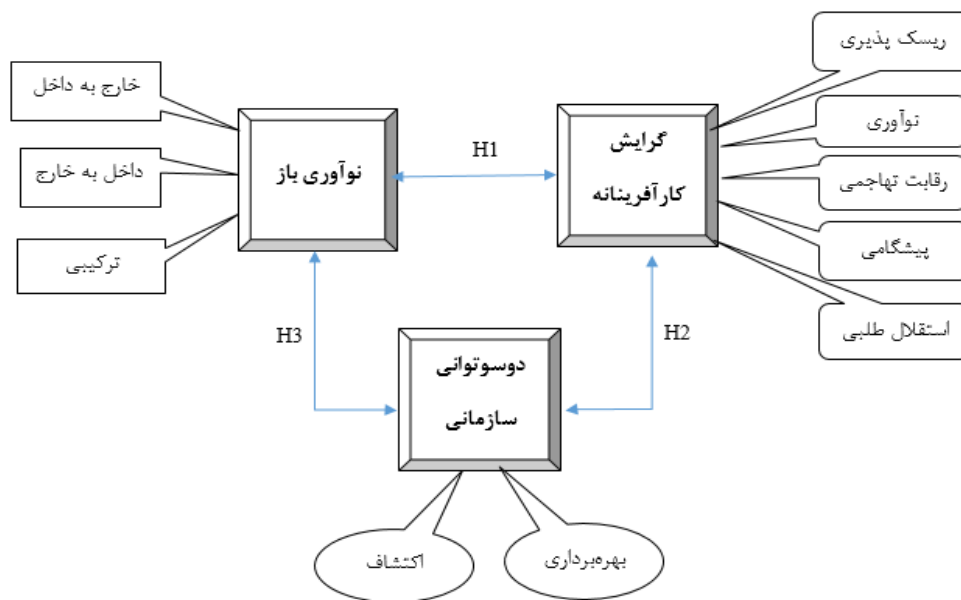 ریسک پذیری
خارج به داخل
گرایش
کارآفرینانه
نوآوری
H1
نوآوری باز
داخل به خارج
رقابت تهاجمی
پیشگامی
ترکیبی
استقلال طلبی
H2
H3
دوسوتوانی
سازمانی
بهره‌برداری
اکتشاف